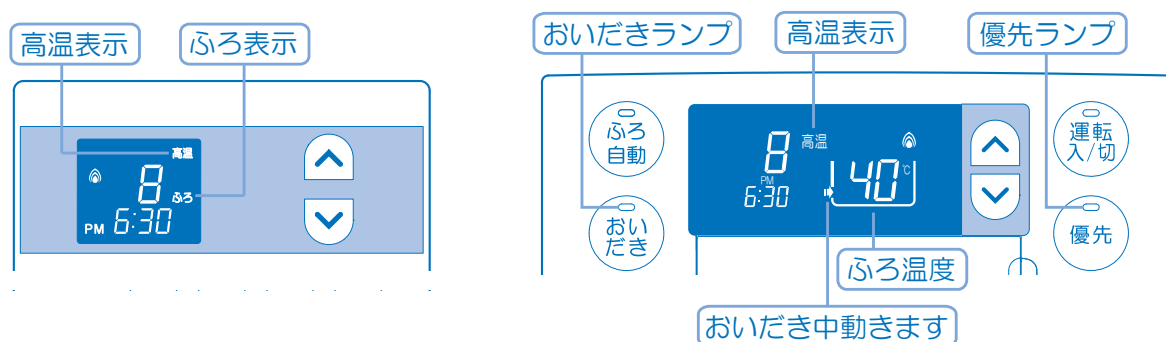 高温表示
ふろ表示
高温
8
ふろ
PM 6:30
おいだきランプ
高温表示
優先ランプ
ふろ
自動
8
高温
PM
6:30
40℃
運転
入/切
おい
だき
優先
ふろ温度
おいだき中動きます